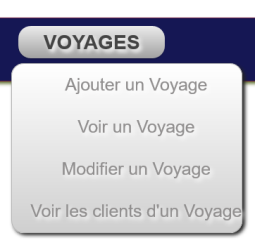 VOYAGES
Ajouter un Voyage
Voir un Voyage
Modifier un Voyage
Voir les clients d'un Voyage